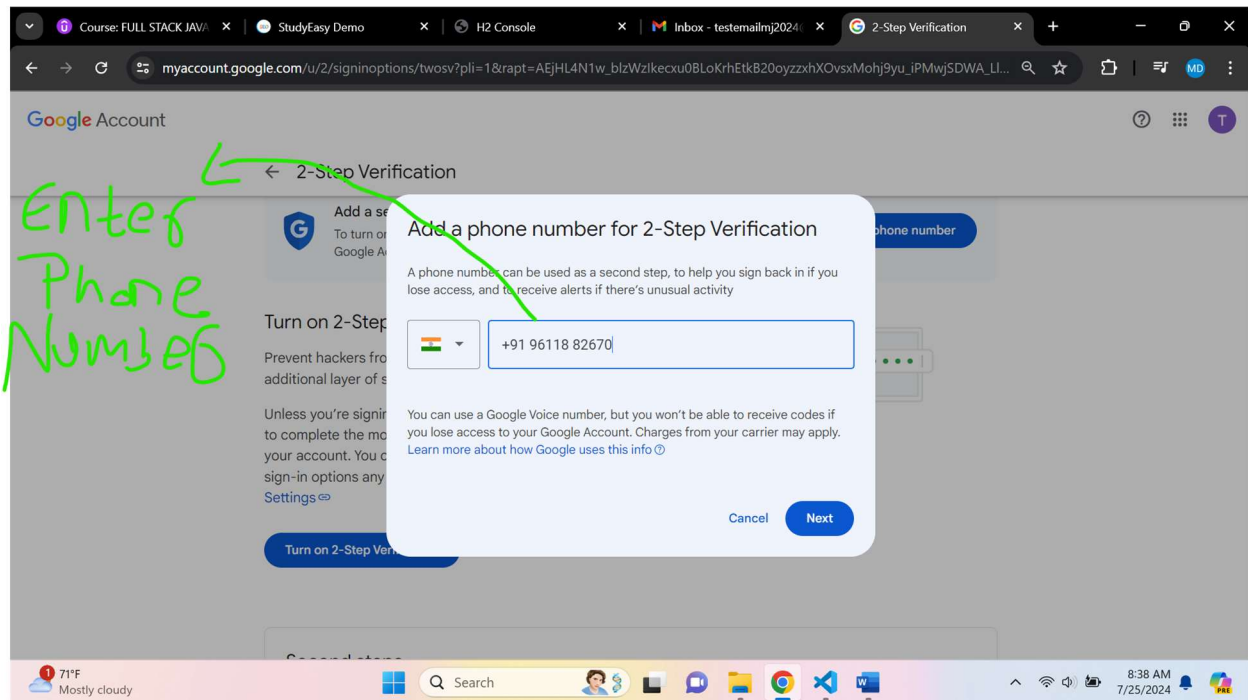 Course: FULL STACK JAVA
StudyEasy Demo
H2 Console
Inbox - testemailmj2024
2-Step Verification
myaccount.google.com/u/2/signinoptions/twosv?pli=1&rapt=AEjHL4N1w_blzWzIkecxu0BLoKrhEtkB20oyzzxhXOvsxMohj9yu_iPMwjSDWA_Ll...
MD
Google Account
T
2-Step Verification
Enter
Phone
Number
Add a se
To turn or
Google A
phone number
Add a phone number for 2-Step Verification
A phone number can be used as a second step, to help you sign back in if you
lose access, and to receive alerts if there's unusual activity
+91 96118 82670
You can use a Google Voice number, but you won't be able to receive codes if
you lose access to your Google Account. Charges from your carrier may apply.
Learn more about how Google uses this info
Cancel
Next
Turn on 2-Step
Prevent hackers fro
additional layer of s
Unless you're signir
to complete the mo
your account. You c
sign-in options any
Settings
Turn on 2-Step Veri
1
71°F
Mostly cloudy
Search
8:38 AM
7/25/2024
PRE